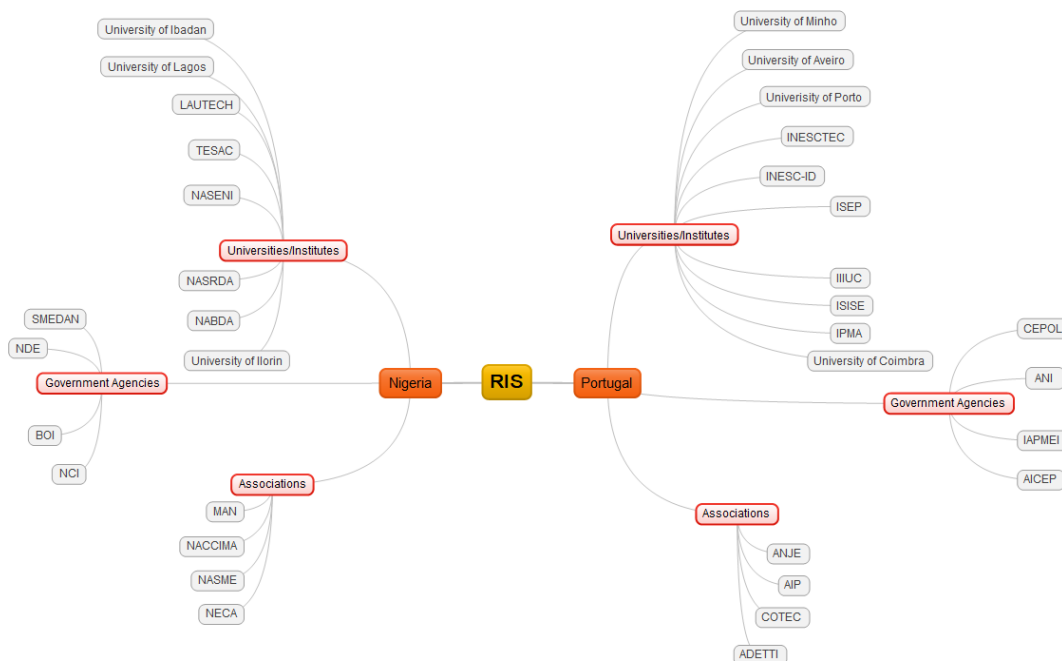 University of Ibadan
University of Lagos
LAUTECH
TESAC
NASENI
Universities/Institutes
NASRDA
NABDA
University of Ilorin
SMEDAN
NDE
Government Agencies
BOI
NCI
Associations
MAN
NACCIMA
NASME
NECA
Nigeria
RIS
Portugal
University of Minho
University of Aveiro
Univerisity of Porto
INESCTEC
INESC-ID
ISEP
Universities/Institutes
IIIUC
ISISE
IPMA
University of Coimbra
CEPOL
ANI
Government Agencies
IAPMEI
AICEP
Associations
ANJE
AIP
COTEC
ADETTI